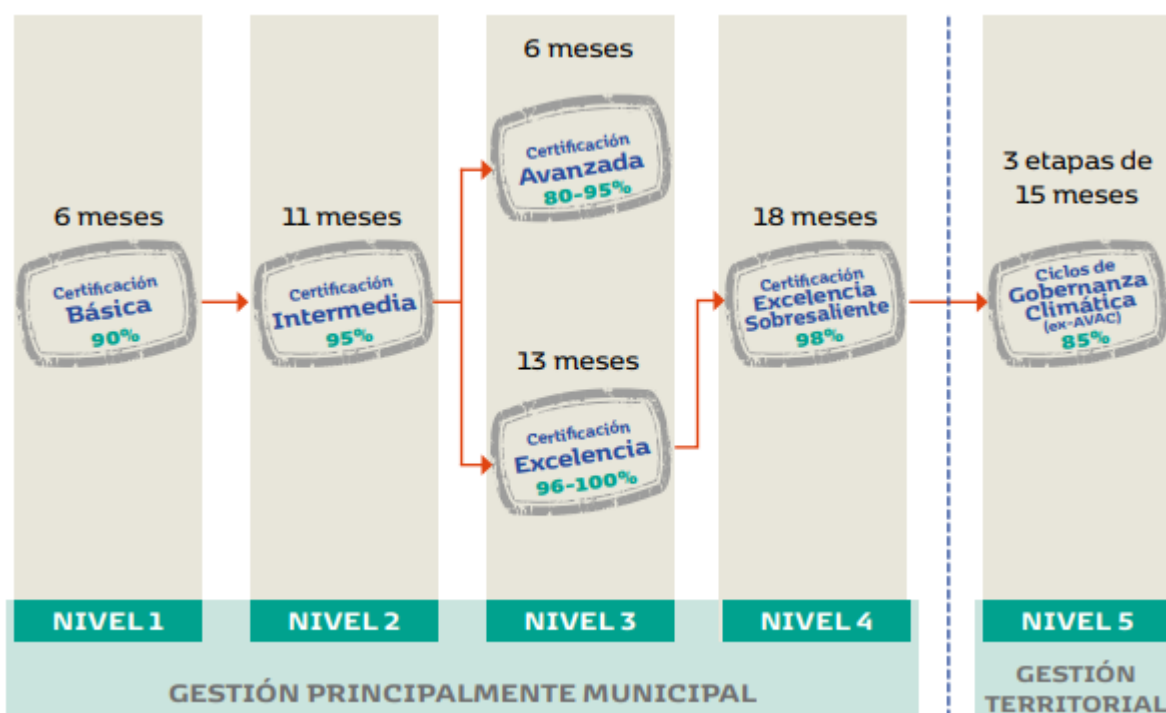 6 meses
Certificación
Básica
90%
NIVEL 1
11 meses
Certificación
Intermedia
95%
NIVEL 2
6 meses
Certificación
Avanzada
80-95%
13 meses
Certificación
Excelencia
96-100%
NIVEL 3
18 meses
Certificación
Excelencia
Sobresaliente
98%
NIVEL 4
GESTIÓN PRINCIPALMENTE MUNICIPAL
3 etapas de
15 meses
Ciclos de
Gobernanza
Climática
(ex-AVAC)
85%
NIVEL 5
GESTIÓN
TERRITORIAL